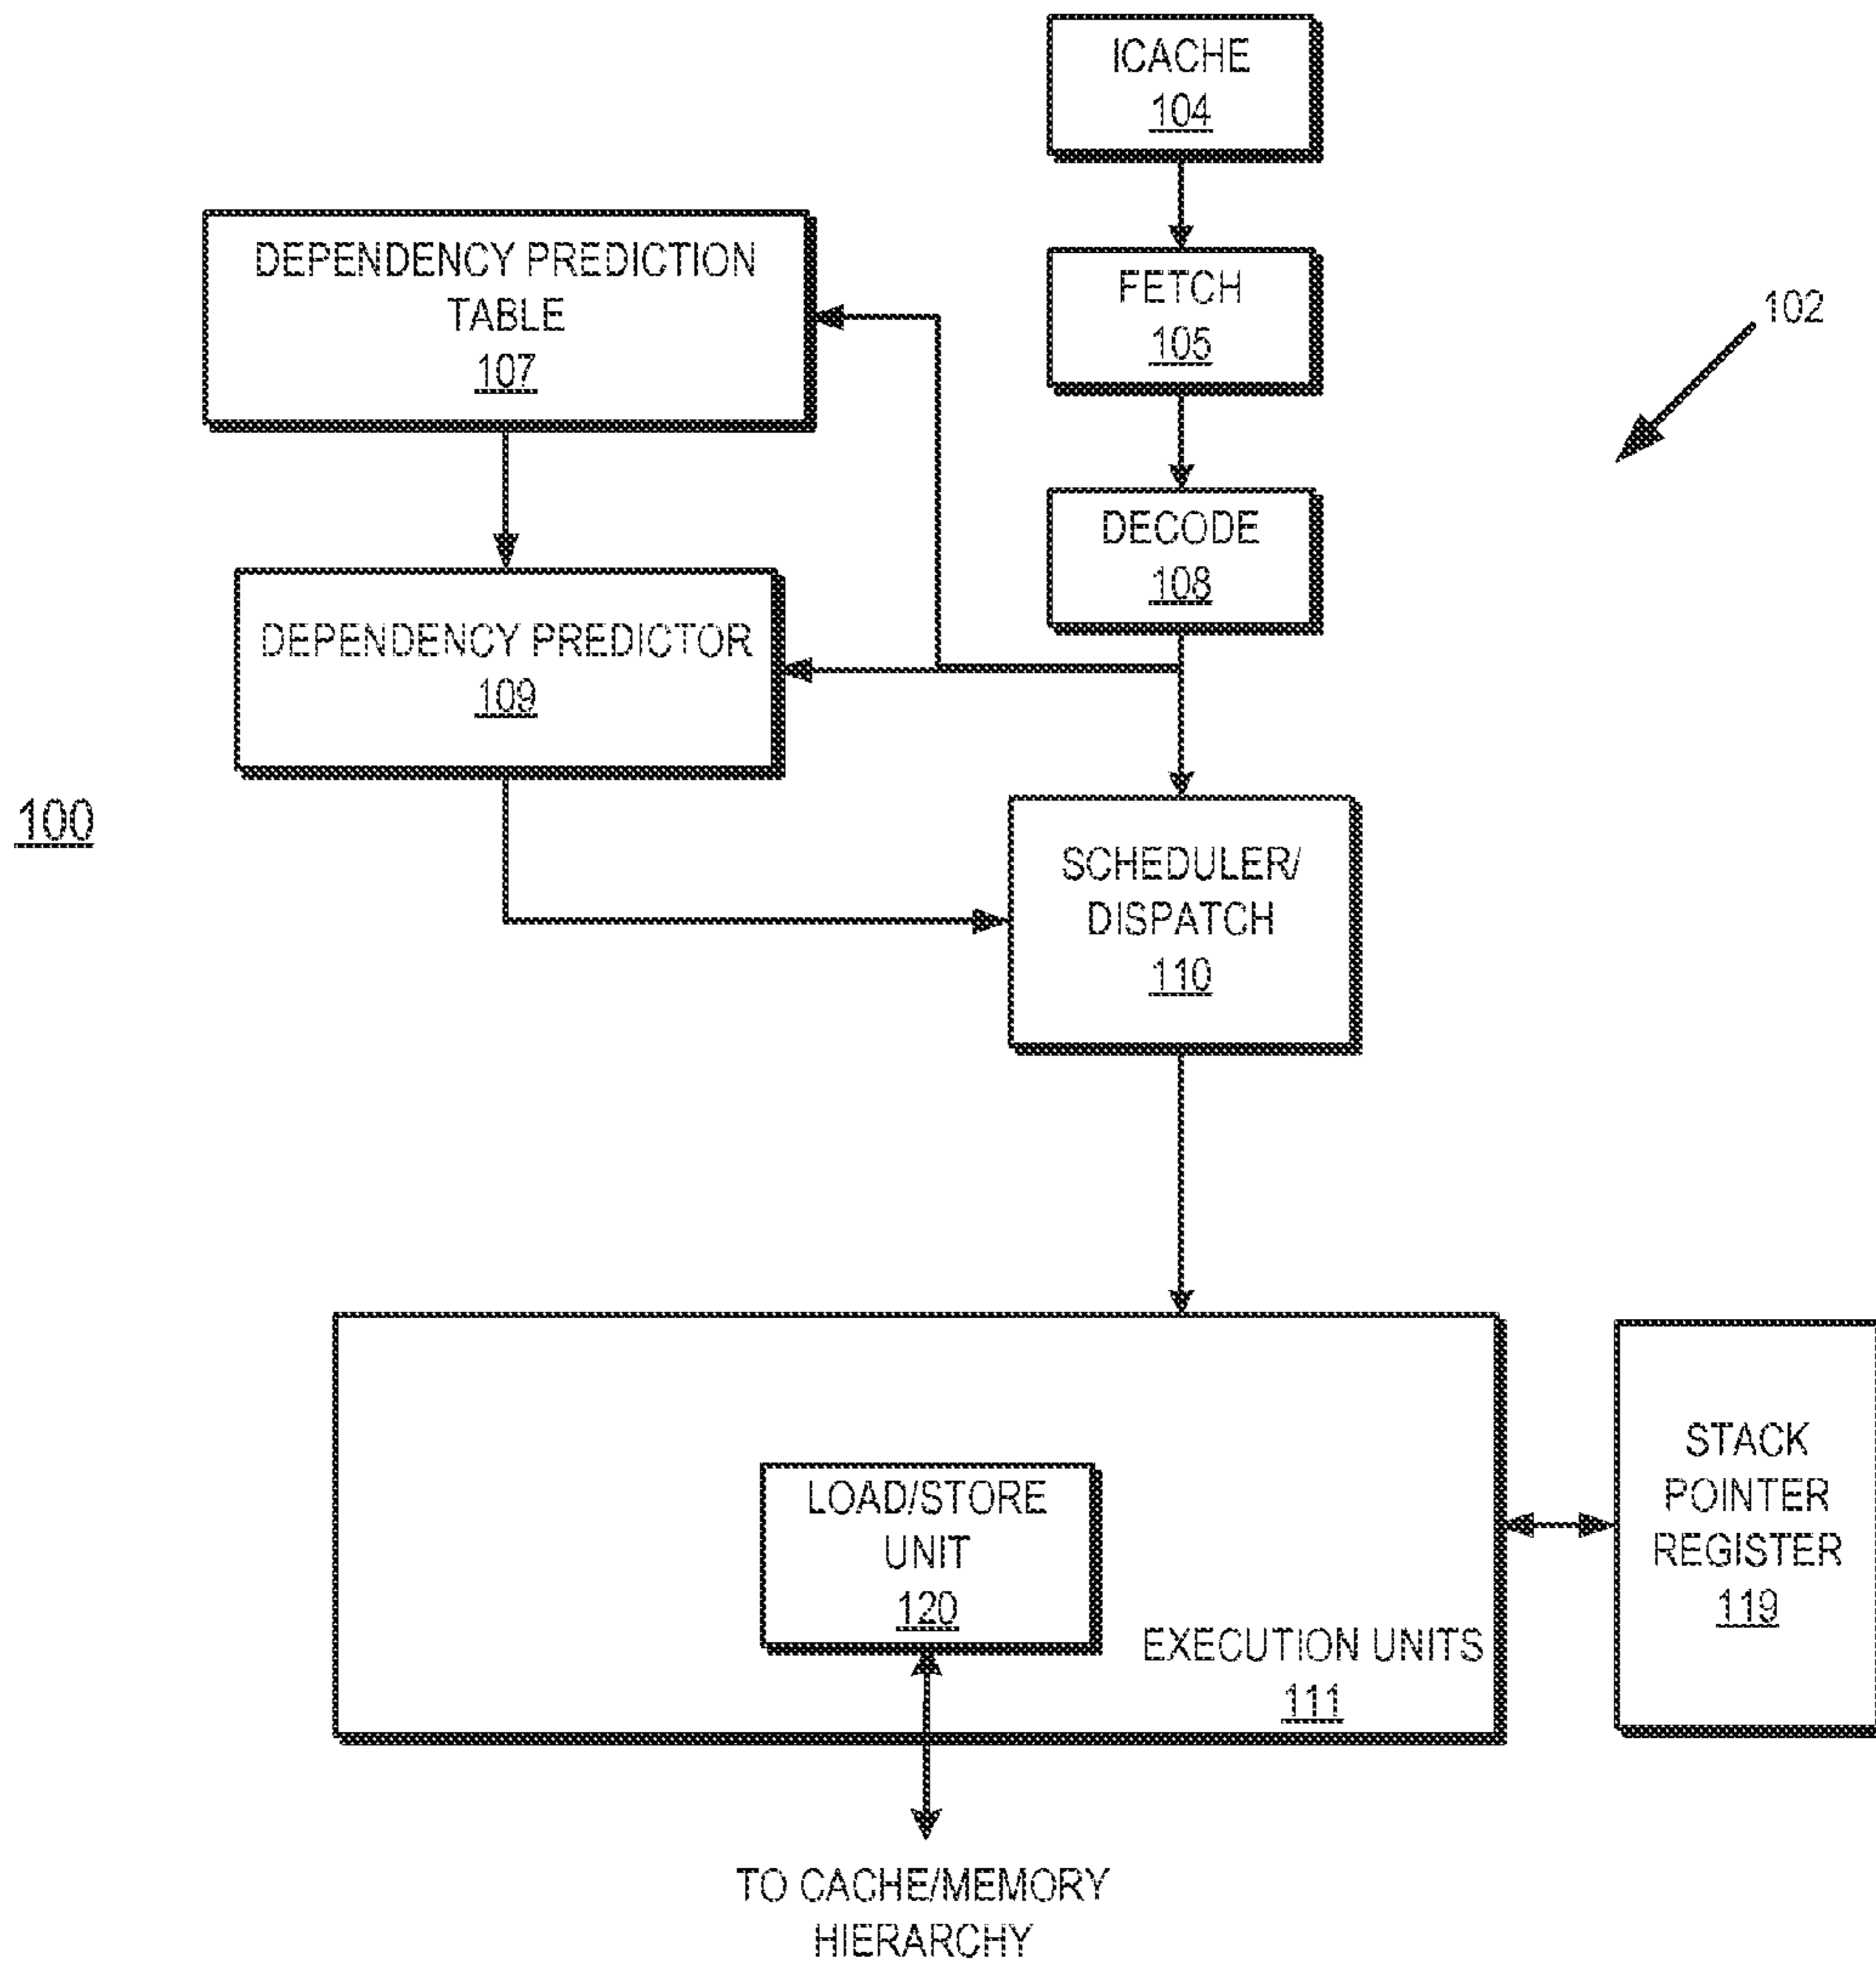 ICACHE
104
DEPENDENCY PREDICTION
TABLE
107
FETCH
105
102
DECODE
108
DEPENDENCY PREDICTOR
109
100
SCHEDULER/
DISPATCH
110
LOAD/STORE
UNIT
120
EXECUTION UNITS
111
STACK
POINTER
REGISTER
119
TO CACHE/MEMORY
HIERARCHY